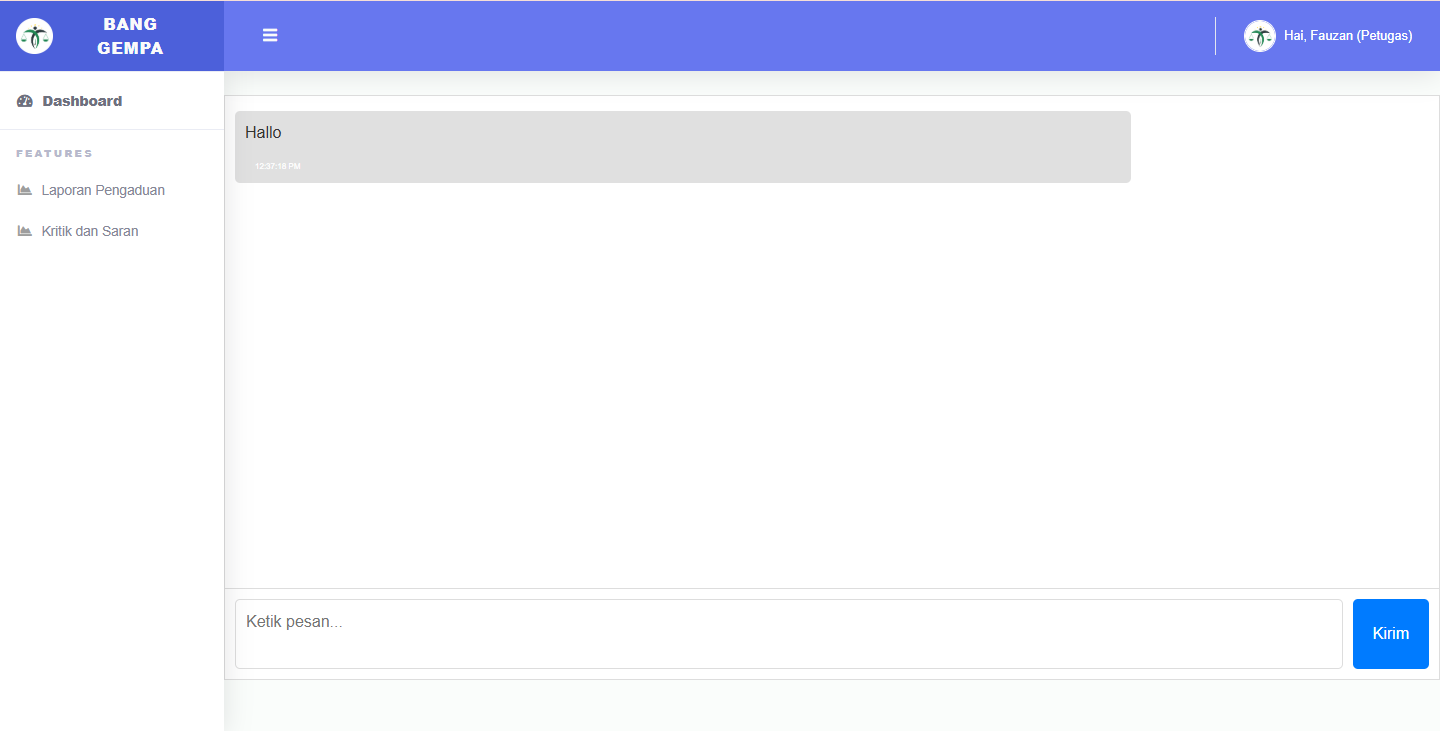 BANG
GEMPA
Hai, Fauzan (Petugas)
Dashboard
FEATURES
Laporan Pengaduan
Kritik dan Saran
Hallo
12:37:18 PM
Ketik pesan...
Kirim